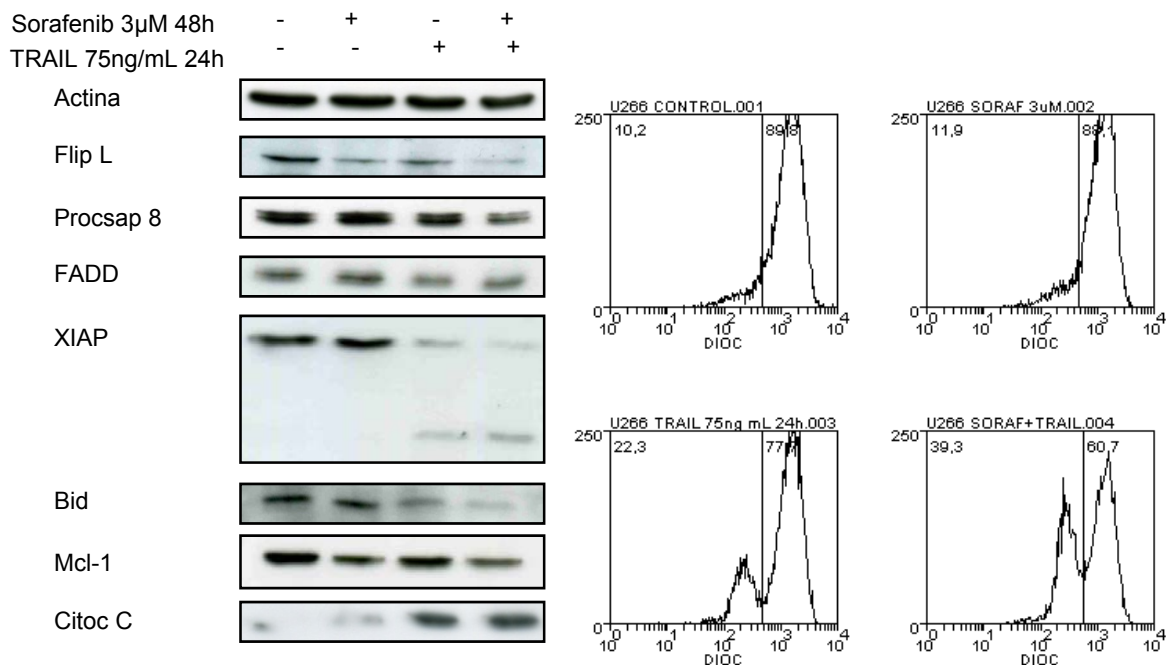 Sorafenib 3µM 48h - + - +
TRAIL 75ng/mL 24h - - + +
Actina
Flip L
Procsap 8
FADD
XIAP
Bid
Mcl-1
Citoc C
U266 CONTROL.001
250
10,2 89,8
0
10^0 10^1 10^2 10^3 10^4
DIOC
U266 SORAF 3uM.002
250
11,9 88,1
0
10^0 10^1 10^2 10^3 10^4
DIOC
U266 TRAIL 75ng mL 24h.003
250
22,3
0
10^0 10^1 10^2 10^3 10^4
DIOC
U266 SORAF+TRAIL.004
250
39,3 60,7
0
10^0 10^1 10^2 10^3 10^4
DIOC